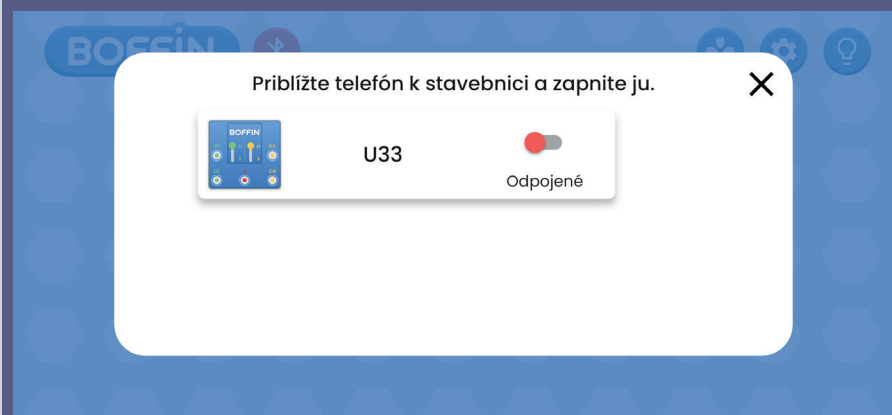 BOFFIN
Priblížte telefón k stavebnici a zapnite ju.
BOFFIN
U33
Odpojené